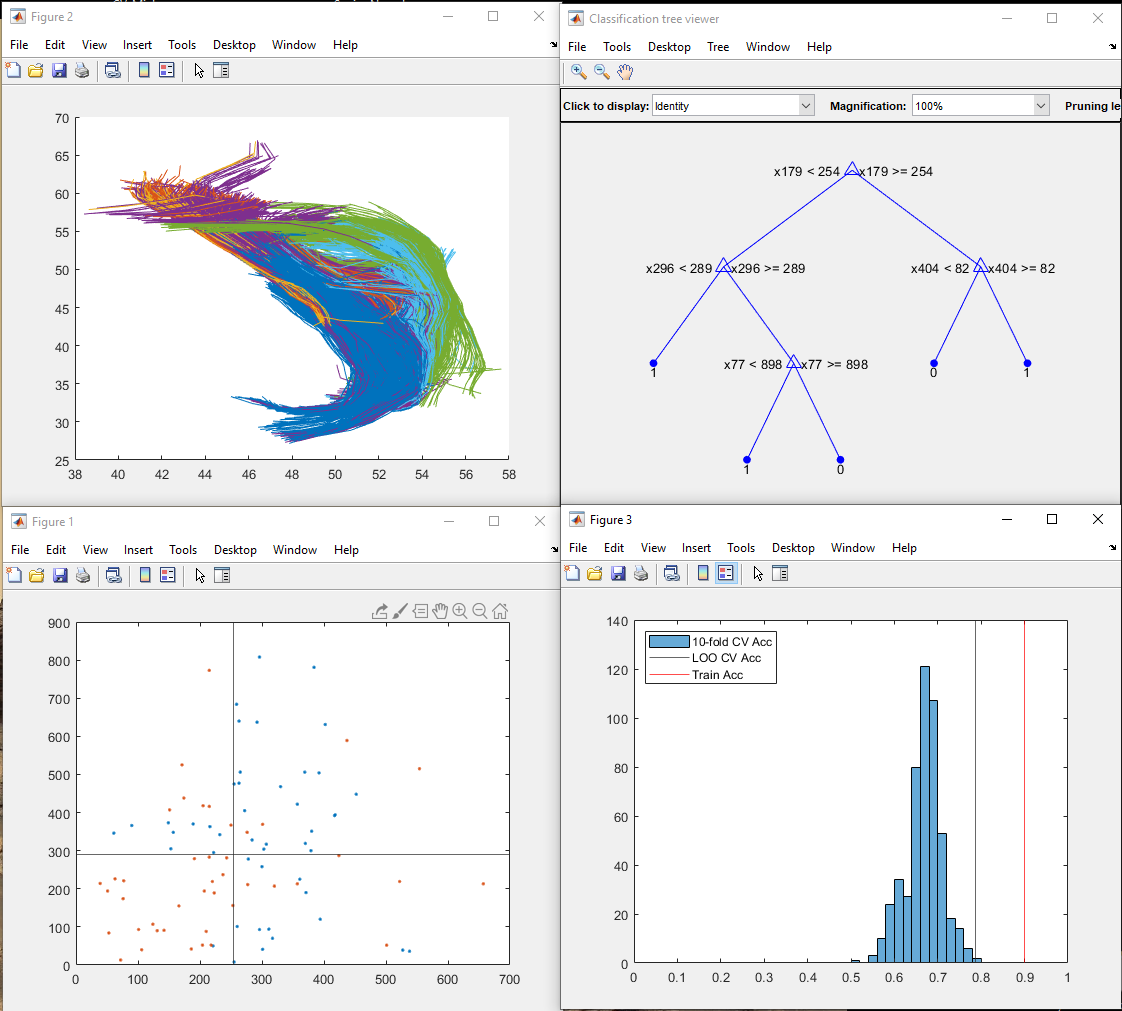 Figure 2
File Edit View Insert Tools Desktop Window Help
70
65
60
55
50
45
40
35
30
25
38 40 42 44 46 48 50 52 54 56 58
Classification tree viewer
File Tools Desktop Tree Window Help
Click to display: Identity Magnification: 100% Pruning le
x179 < 254 x179 >= 254
x296 < 289 x296 >= 289 x404 < 82 x404 >= 82
1 x77 < 898 x77 >= 898 0 1
1 0
Figure 1
File Edit View Insert Tools Desktop Window Help
900
800
700
600
500
400
300
200
100
0
0 100 200 300 400 500 600 700
Figure 3
File Edit View Insert Tools Desktop Window Help
140
120
100
80
60
40
20
0
0 0.1 0.2 0.3 0.4 0.5 0.6 0.7 0.8 0.9 1
10-fold CV Acc
LOO CV Acc
Train Acc